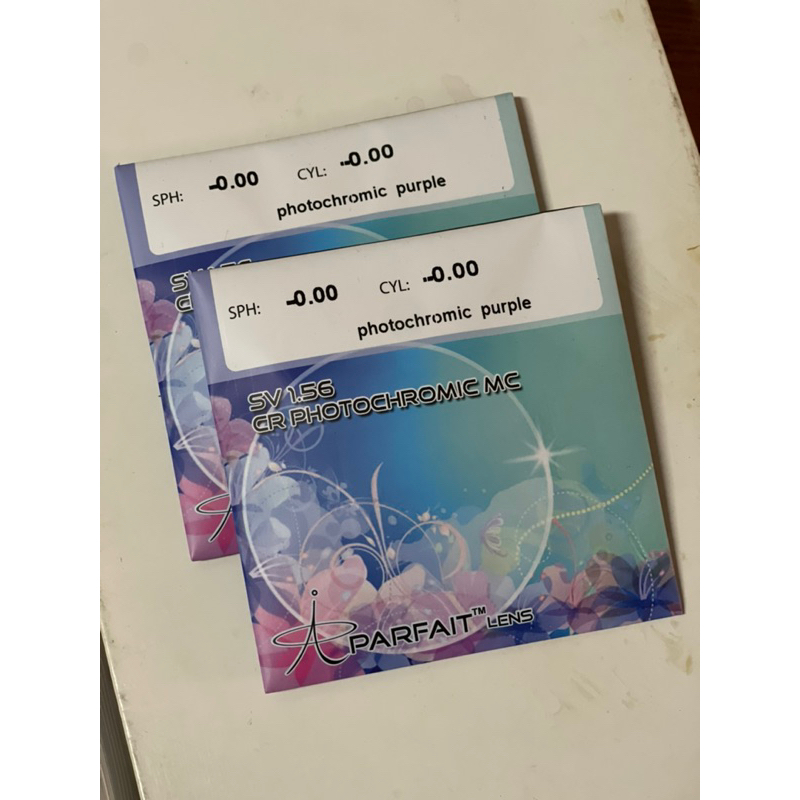 SPH: -0.00 CYL: -0.00
photochromic purple
SPH: -0.00 CYL: -0.00
photochromic purple
SV 1.56
CR PHOTOCHROMIC MC
PARFAIT™ LENS